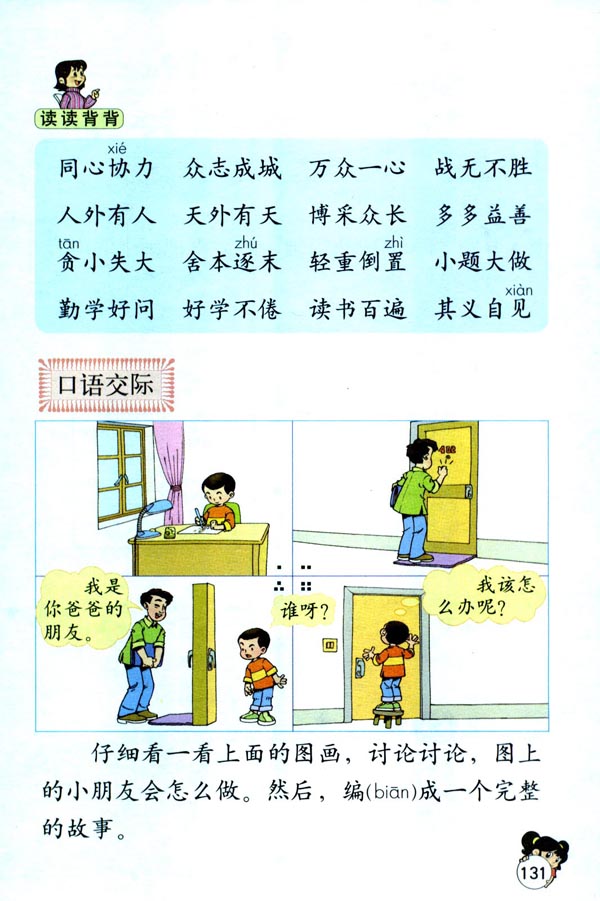 读读背背
xié
同心协力 众志成城 万众一心 战无不胜
人外有人 天外有天 博采众长 多多益善
tān zhú zhì
贪小失大 舍本逐末 轻重倒置 小题大做
xiàn
勤学好问 好学不倦 读书百遍 其义自见
口语交际
402
我是
你爸爸的
朋友。
谁呀?
我该怎
么办呢?
仔细看一看上面的图画，讨论讨论，图上
的小朋友会怎么做。然后，编(biān)成一个完整
的故事。
131